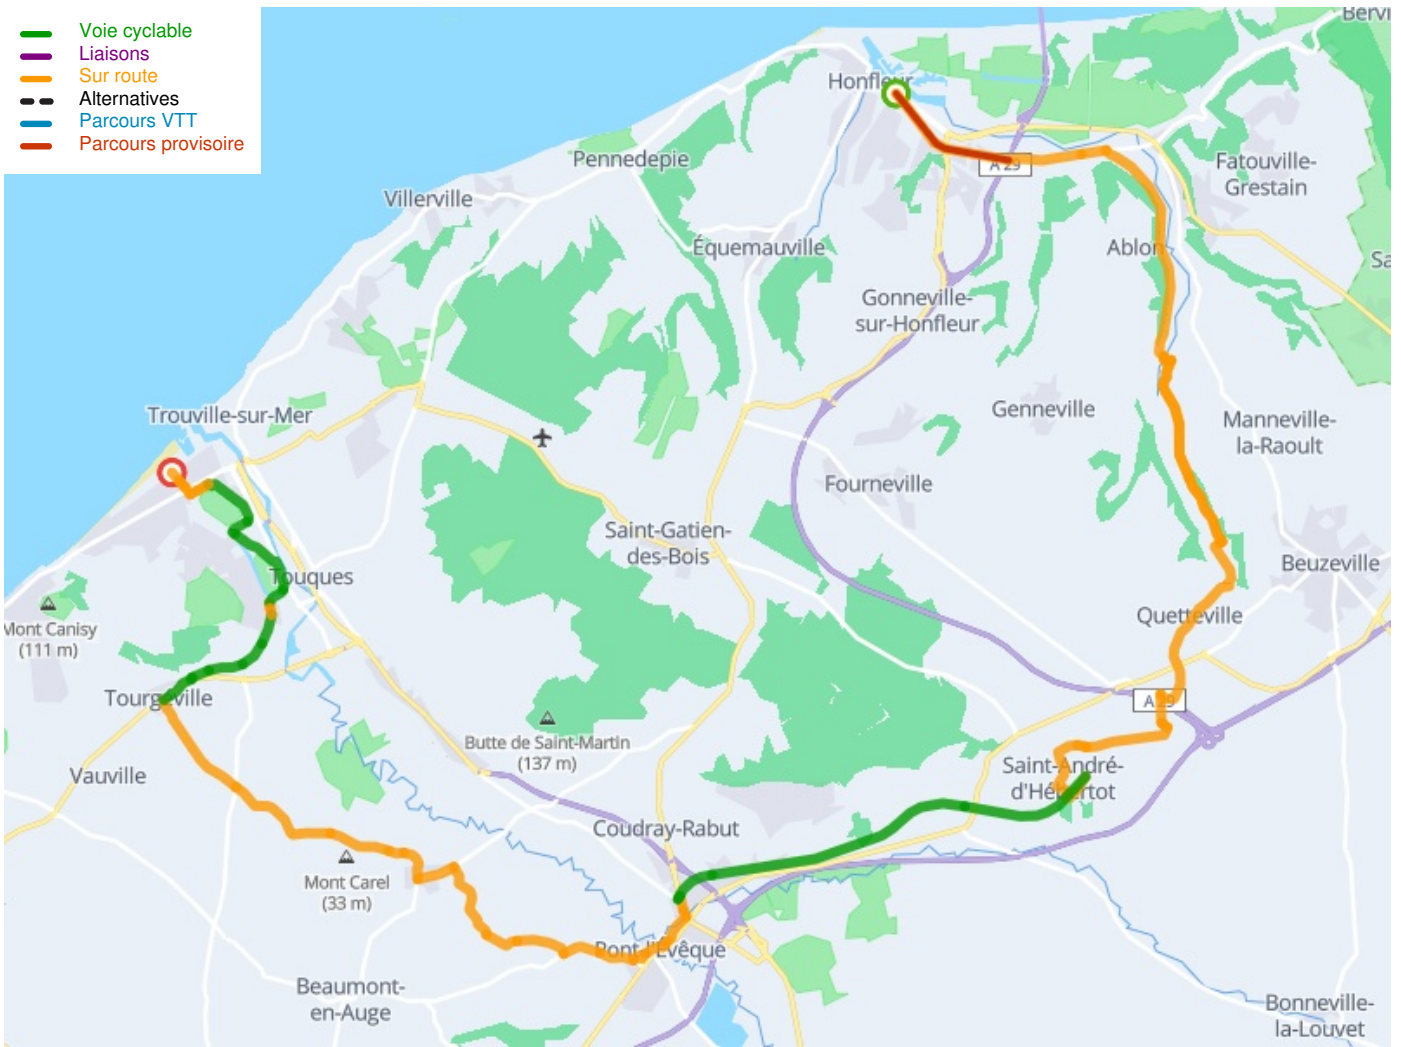 Voie cyclable
Liaisons
Sur route
Alternatives
Parcours VTT
Parcours provisoire
Honfleur
Pennedepie
A 29
Fatouville-
Grestain
Villerville
Équemauville
Ablon
Gonneville-
sur-Honfleur
Trouville-sur-Mer
Genneville
Manneville-
la-Raoult
Fourneville
Saint-Gatien-
des-Bois
Beuzeville
Touques
Quetteville
Mont Canisy
(111 m)
Tourgéville
A 29
Butte de Saint-Martin
(137 m)
Vauville
Saint-André-
d'Hébertot
Coudray-Rabut
Mont Carel
(33 m)
Pont-l'Évêque
Beaumont-
en-Auge
Bonneville-
la-Louvet